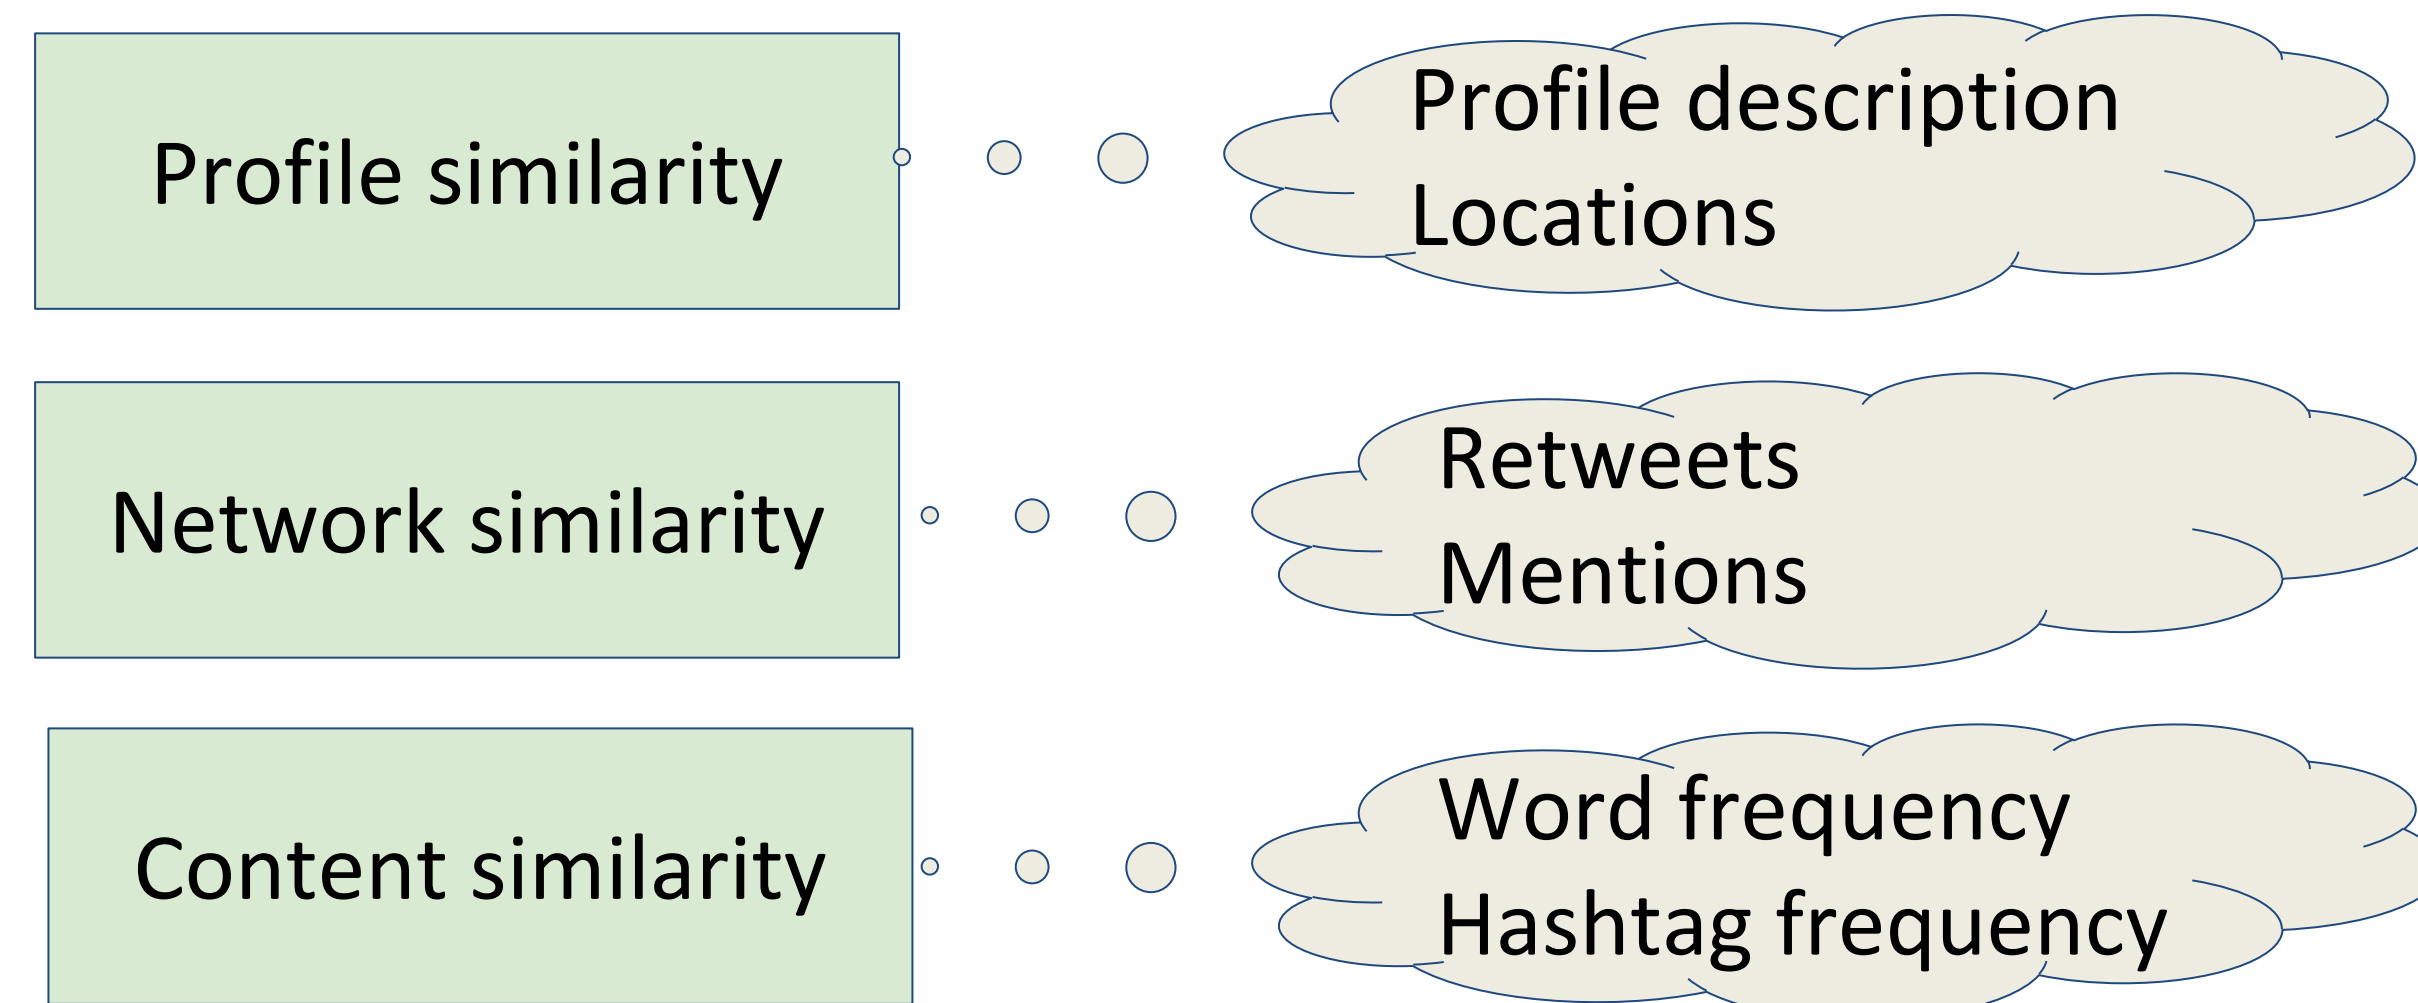 Profile similarity
Profile description
Locations
Network similarity
Retweets
Mentions
Content similarity
Word frequency
Hashtag frequency